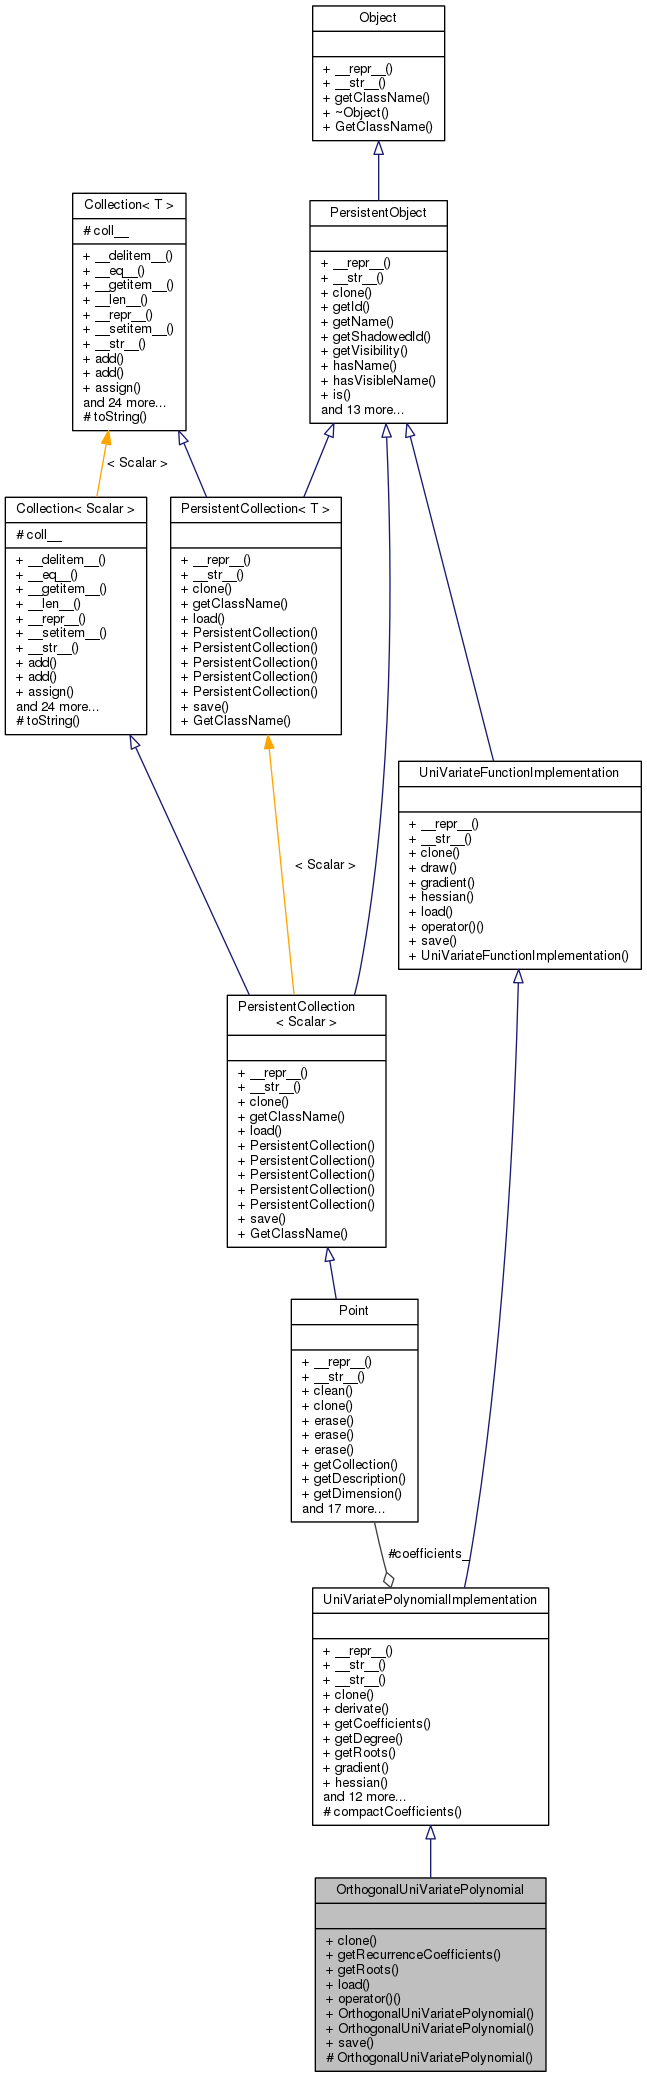 Object
+ __repr__()
+ __str__()
+ getClassName()
+ ~Object()
+ GetClassName()
Collection< T >
# coll__
+ __delitem__()
+ __eq__()
+ __getitem__()
+ __len__()
+ __repr__()
+ __setitem__()
+ __str__()
+ add()
+ add()
+ assign()
and 24 more...
# toString()
PersistentObject
+ __repr__()
+ __str__()
+ clone()
+ getId()
+ getName()
+ getShadowedId()
+ getVisibility()
+ hasName()
+ hasVisibleName()
+ is()
and 13 more...
< Scalar >
Collection< Scalar >
# coll__
+ __delitem__()
+ __eq__()
+ __getitem__()
+ __len__()
+ __repr__()
+ __setitem__()
+ __str__()
+ add()
+ add()
+ assign()
and 24 more...
# toString()
PersistentCollection< T >
+ __repr__()
+ __str__()
+ clone()
+ getClassName()
+ load()
+ PersistentCollection()
+ PersistentCollection()
+ PersistentCollection()
+ PersistentCollection()
+ PersistentCollection()
+ save()
+ GetClassName()
UniVariateFunctionImplementation
+ __repr__()
+ __str__()
+ clone()
+ draw()
+ gradient()
+ hessian()
+ load()
+ operator()()
+ save()
+ UniVariateFunctionImplementation()
< Scalar >
PersistentCollection
< Scalar >
+ __repr__()
+ __str__()
+ clone()
+ getClassName()
+ load()
+ PersistentCollection()
+ PersistentCollection()
+ PersistentCollection()
+ PersistentCollection()
+ PersistentCollection()
+ save()
+ GetClassName()
Point
+ __repr__()
+ __str__()
+ clean()
+ clone()
+ erase()
+ erase()
+ erase()
+ getCollection()
+ getDescription()
+ getDimension()
and 17 more...
#coefficients_
UniVariatePolynomialImplementation
+ __repr__()
+ __str__()
+ __str__()
+ clone()
+ derivate()
+ getCoefficients()
+ getDegree()
+ getRoots()
+ gradient()
+ hessian()
and 12 more...
# compactCoefficients()
OrthogonalUniVariatePolynomial
+ clone()
+ getRecurrenceCoefficients()
+ getRoots()
+ load()
+ operator()()
+ OrthogonalUniVariatePolynomial()
+ OrthogonalUniVariatePolynomial()
+ save()
# OrthogonalUniVariatePolynomial()